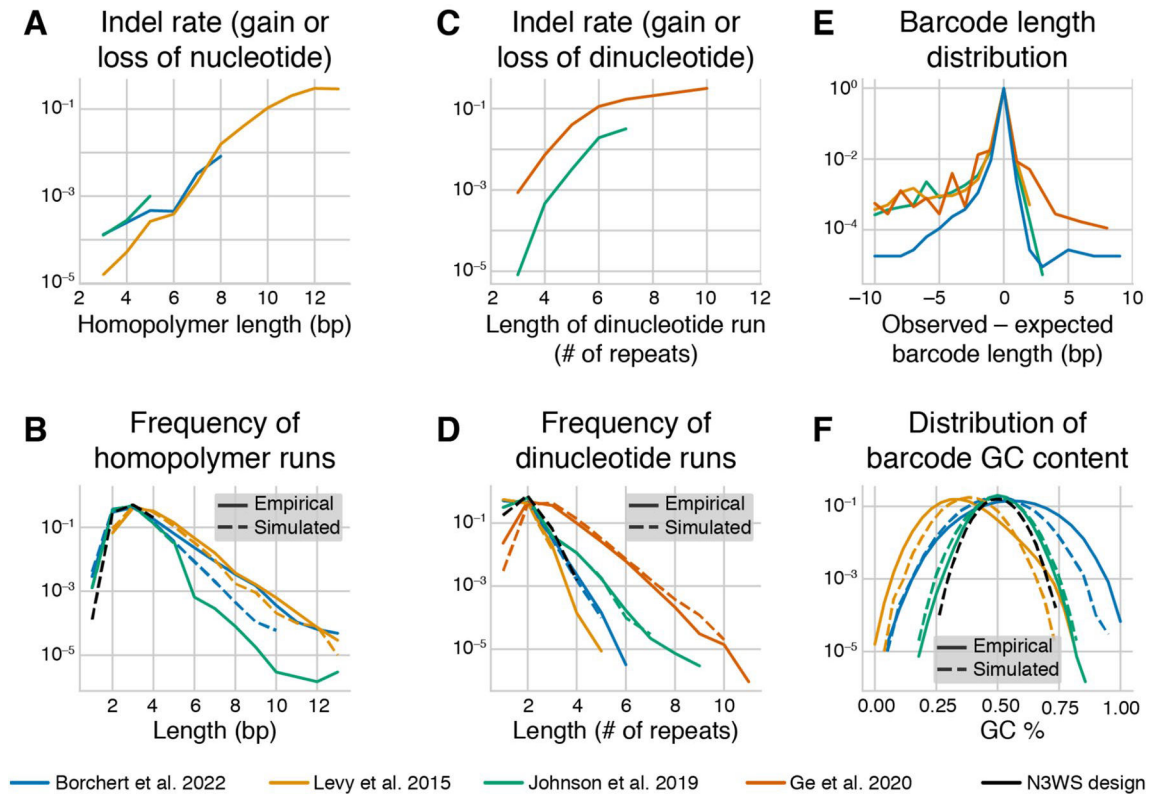 A
Indel rate (gain or
loss of nucleotide)
10⁻¹
10⁻³
10⁻⁵
2 4 6 8 10 12
Homopolymer length (bp)
C
Indel rate (gain or
loss of dinucleotide)
10⁻¹
10⁻³
10⁻⁵
2 4 6 8 10 12
Length of dinucleotide run
(# of repeats)
E
Barcode length
distribution
10⁰
10⁻²
10⁻⁴
−10 −5 0 5 10
Observed – expected
barcode length (bp)
B
Frequency of
homopolymer runs
Empirical
Simulated
10⁻¹
10⁻³
10⁻⁵
2 4 6 8 10 12
Length (bp)
D
Frequency of
dinucleotide runs
Empirical
Simulated
10⁻¹
10⁻³
10⁻⁵
2 4 6 8 10
Length (# of repeats)
F
Distribution of
barcode GC content
10⁻¹
10⁻³
10⁻⁵
Empirical
Simulated
0.00 0.25 0.50 0.75 1.00
GC %
Borchert et al. 2022 Levy et al. 2015 Johnson et al. 2019 Ge et al. 2020 N3WS design